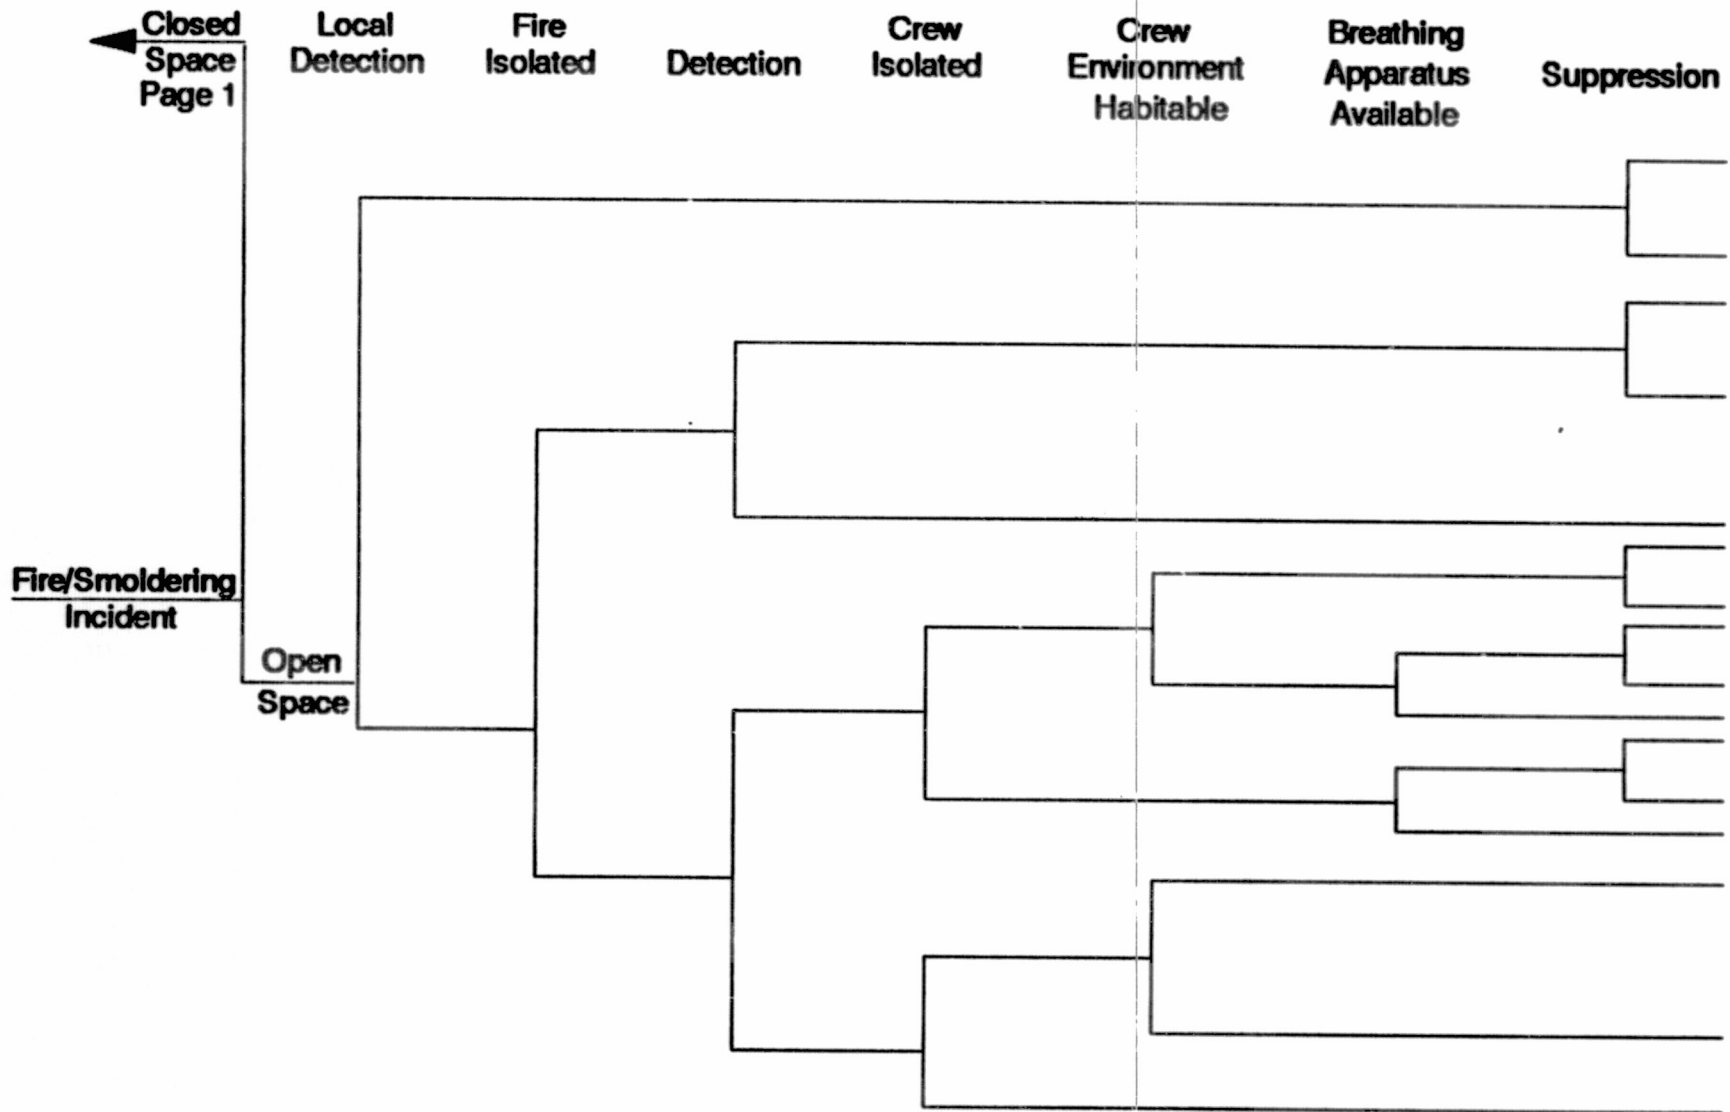 Closed
Space
Page 1
Local
Detection
Fire
Isolated
Detection
Crew
Isolated
Crew
Environment
Habitable
Breathing
Apparatus
Available
Suppression
Fire/Smoldering
Incident
Open
Space